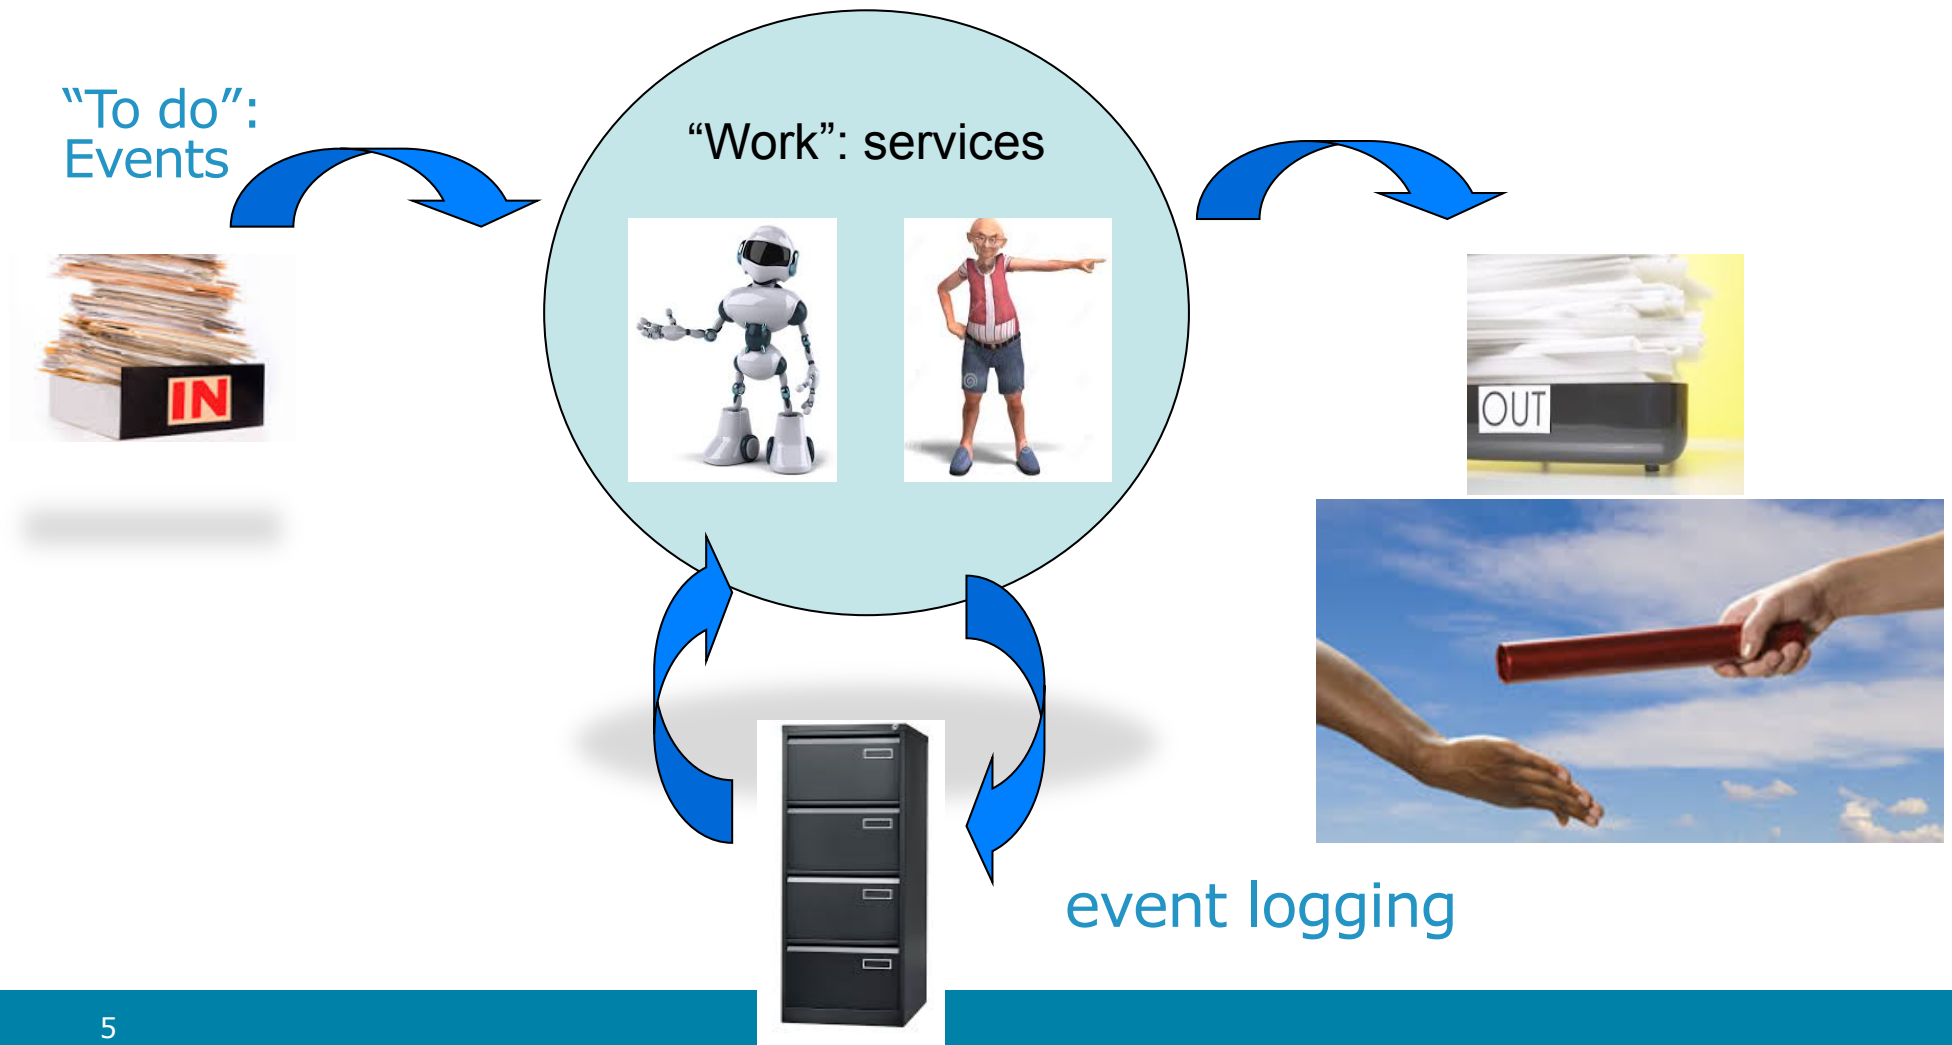 “To do”:
Events
“Work”: services
IN
OUT
event logging
5